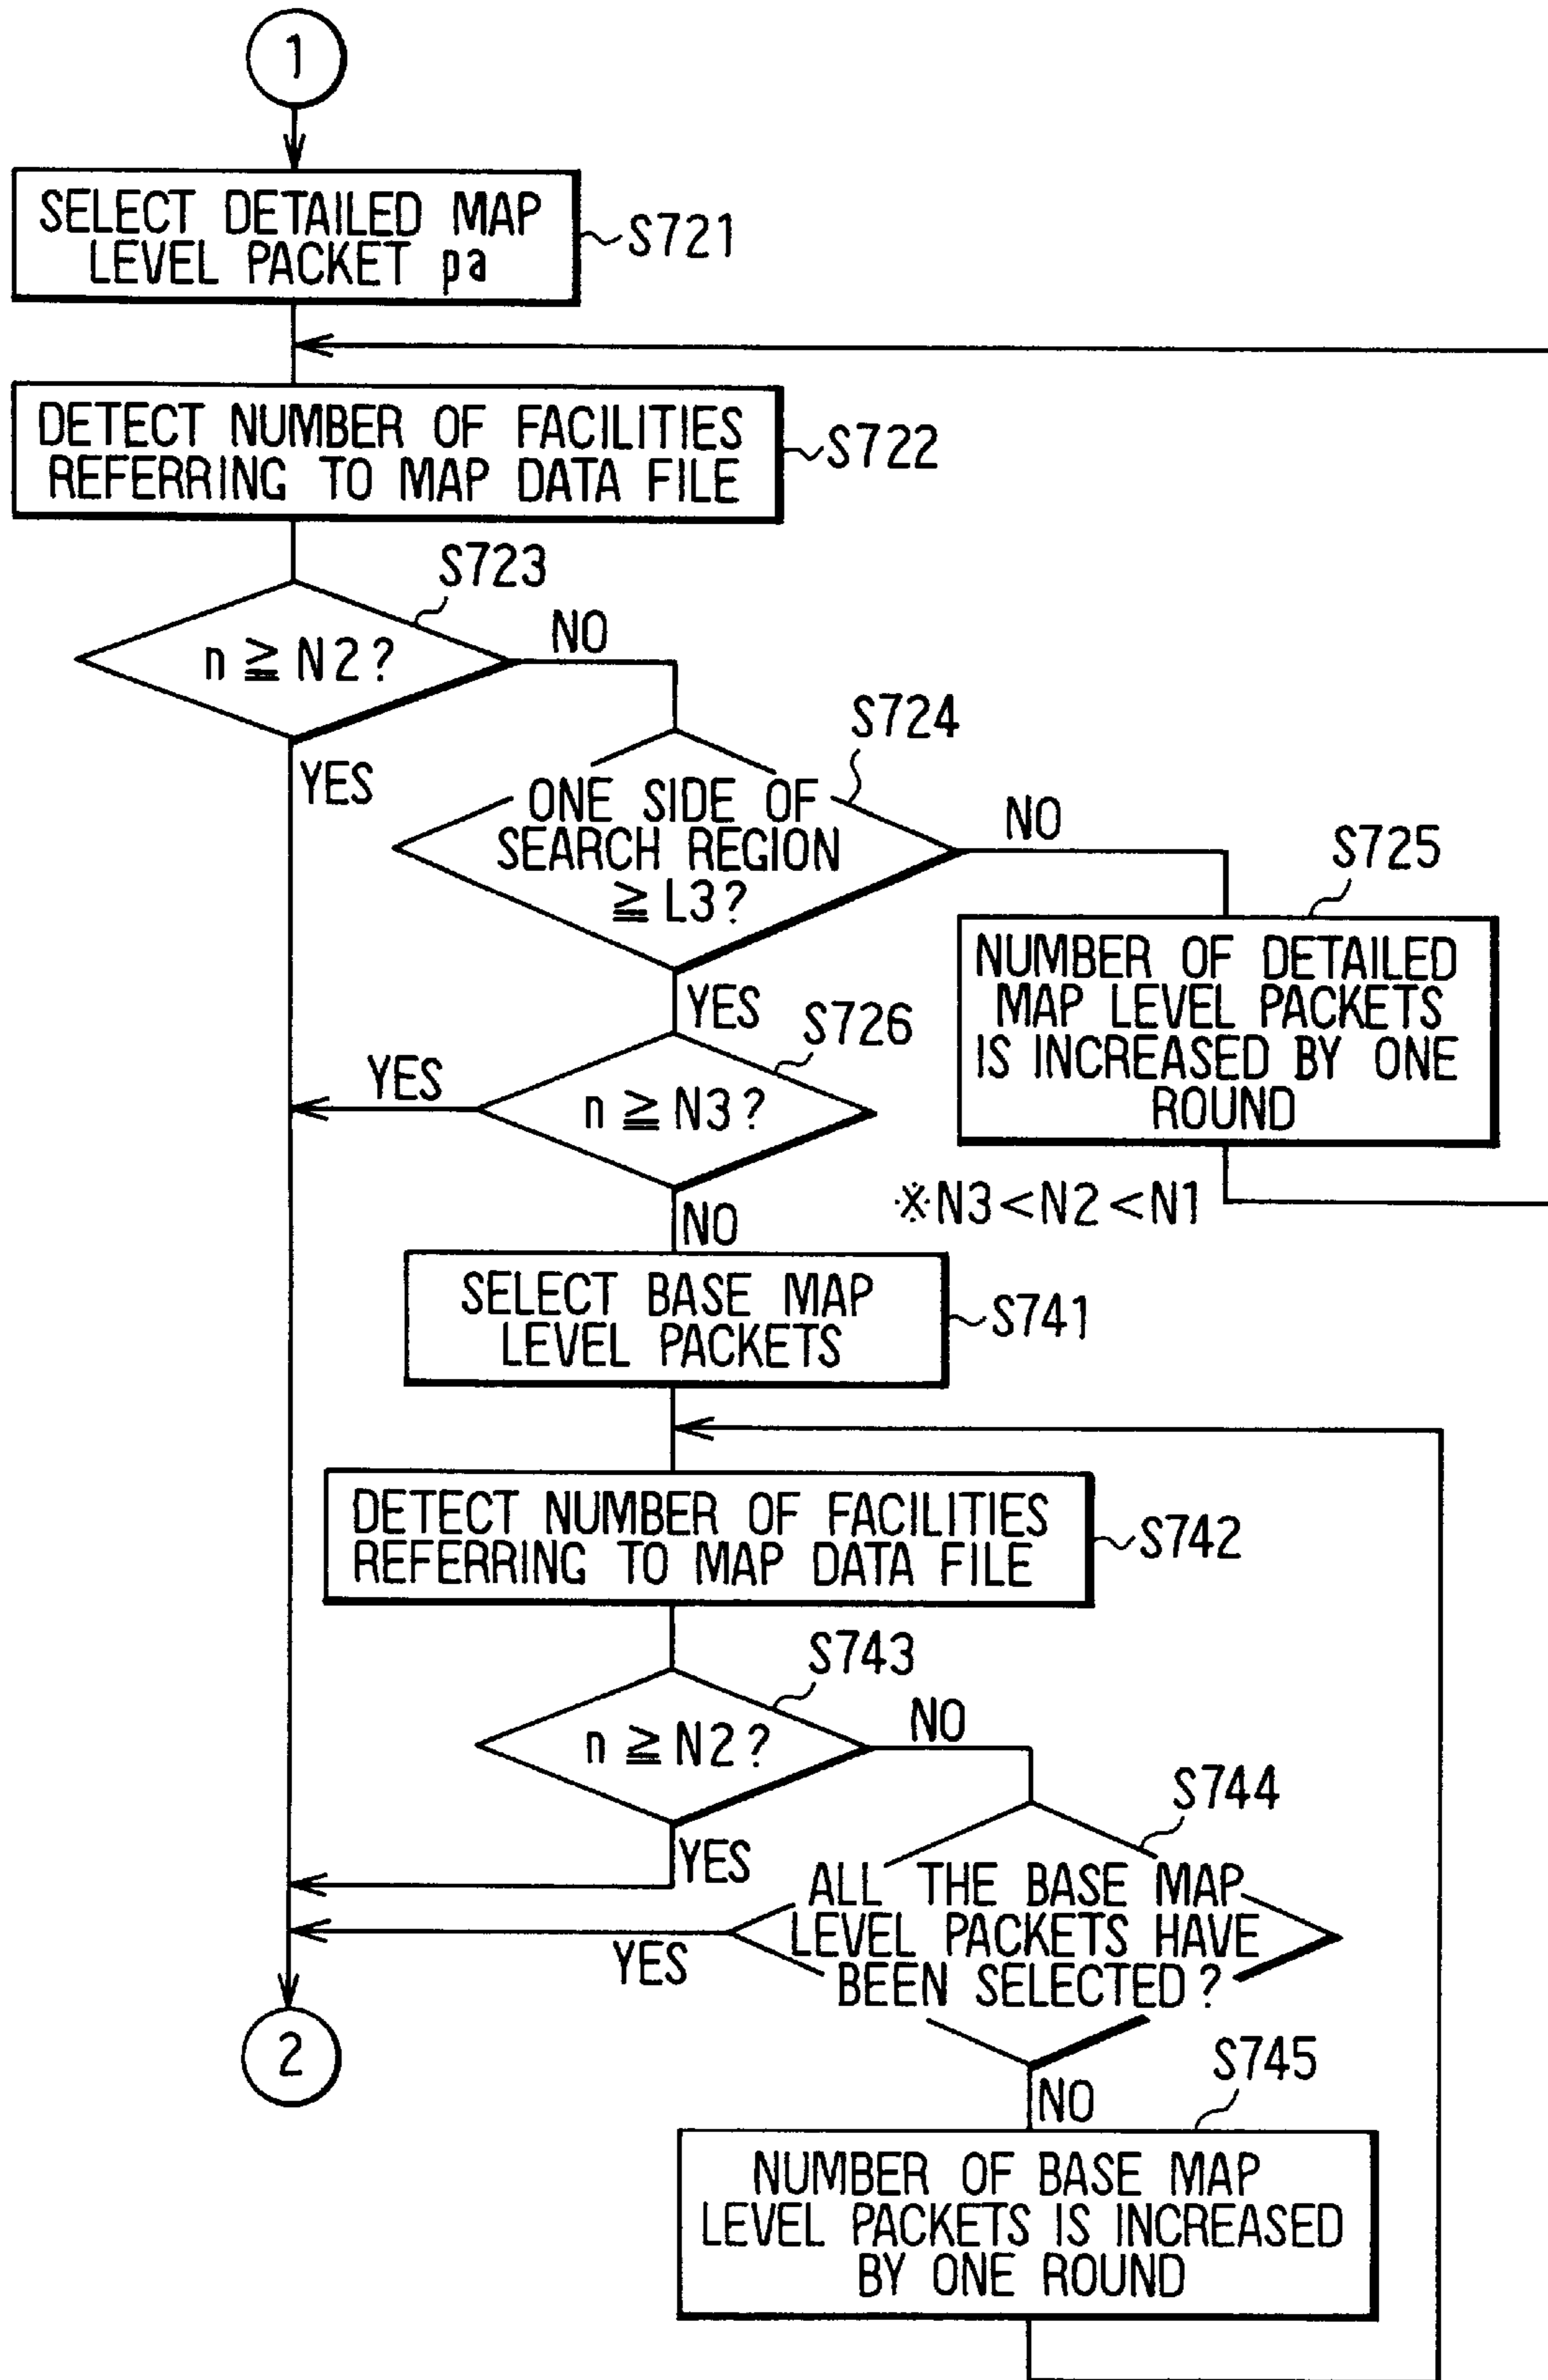 1
SELECT DETAILED MAP
LEVEL PACKET pa
S721
DETECT NUMBER OF FACILITIES
REFERRING TO MAP DATA FILE
S722
S723
n ≧ N2?
NO
YES
S724
ONE SIDE OF
SEARCH REGION
≧ L3?
NO
YES
S725
NUMBER OF DETAILED
MAP LEVEL PACKETS
IS INCREASED BY ONE
ROUND
S726
YES
n ≧ N3?
NO
※N3<N2<N1
SELECT BASE MAP
LEVEL PACKETS
S741
DETECT NUMBER OF FACILITIES
REFERRING TO MAP DATA FILE
S742
S743
n ≧ N2?
NO
YES
S744
ALL THE BASE MAP
LEVEL PACKETS HAVE
BEEN SELECTED?
YES
NO
2
S745
NUMBER OF BASE MAP
LEVEL PACKETS IS INCREASED
BY ONE ROUND